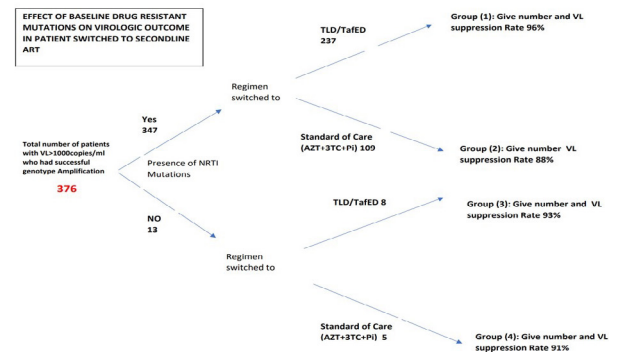 EFFECT OF BASELINE DRUG RESISTANT
MUTATIONS ON VIROLOGIC OUTCOME
IN PATIENT SWITCHED TO SECONDLINE
ART
TLD/TafED
237
Group (1): Give number and VL
suppression Rate 96%
Regimen
switched to
Yes
347
Standard of Care
(AZT+3TC+Pi) 109
Group (2): Give number VL
suppression Rate 88%
Total number of patients
with VL>1000copies/ml
who had successful
genotype Amplification
376
Presence of NRTI
Mutations
TLD/TafED 8
Group (3): Give number and VL
suppression Rate 93%
NO
13
Regimen
switched to
Standard of Care
(AZT+3TC+Pi) 5
Group (4): Give number and VL
suppression Rate 91%